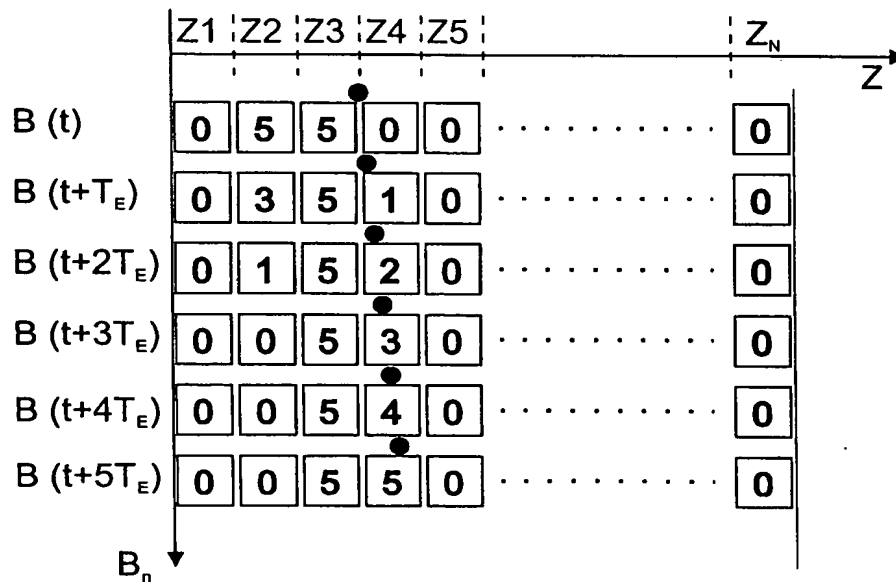 Z1 Z2 Z3 Z4 Z5 Z_N
Z
B (t) 0 5 5 0 0 . . . . . . . . . . . 0
B (t+T_E) 0 3 5 1 0 . . . . . . . . . . . 0
B (t+2T_E) 0 1 5 2 0 . . . . . . . . . . . 0
B (t+3T_E) 0 0 5 3 0 . . . . . . . . . . . 0
B (t+4T_E) 0 0 5 4 0 . . . . . . . . . . . 0
B (t+5T_E) 0 0 5 5 0 . . . . . . . . . . . 0
B_n